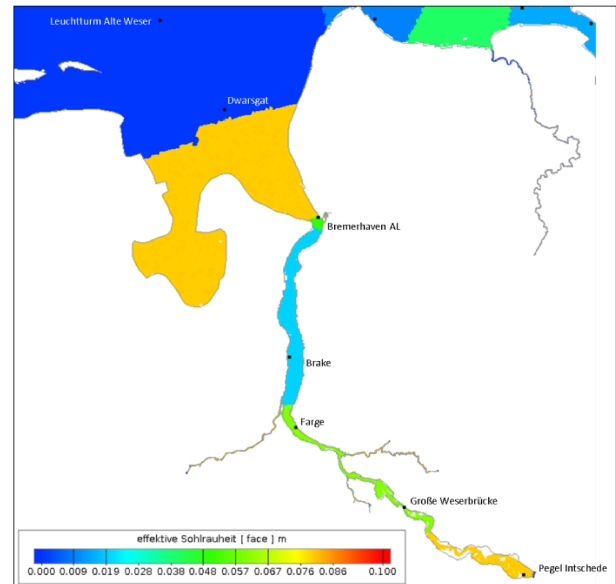 Leuchtturm Alte Weser
Dwarsgat
Bremerhaven AL
Brake
Farge
Große Weserbrücke
Pegel Intschede
effektive Sohlrauheit [ face ] m
0.000 0.009 0.019 0.028 0.038 0.048 0.057 0.067 0.076 0.086 0.100